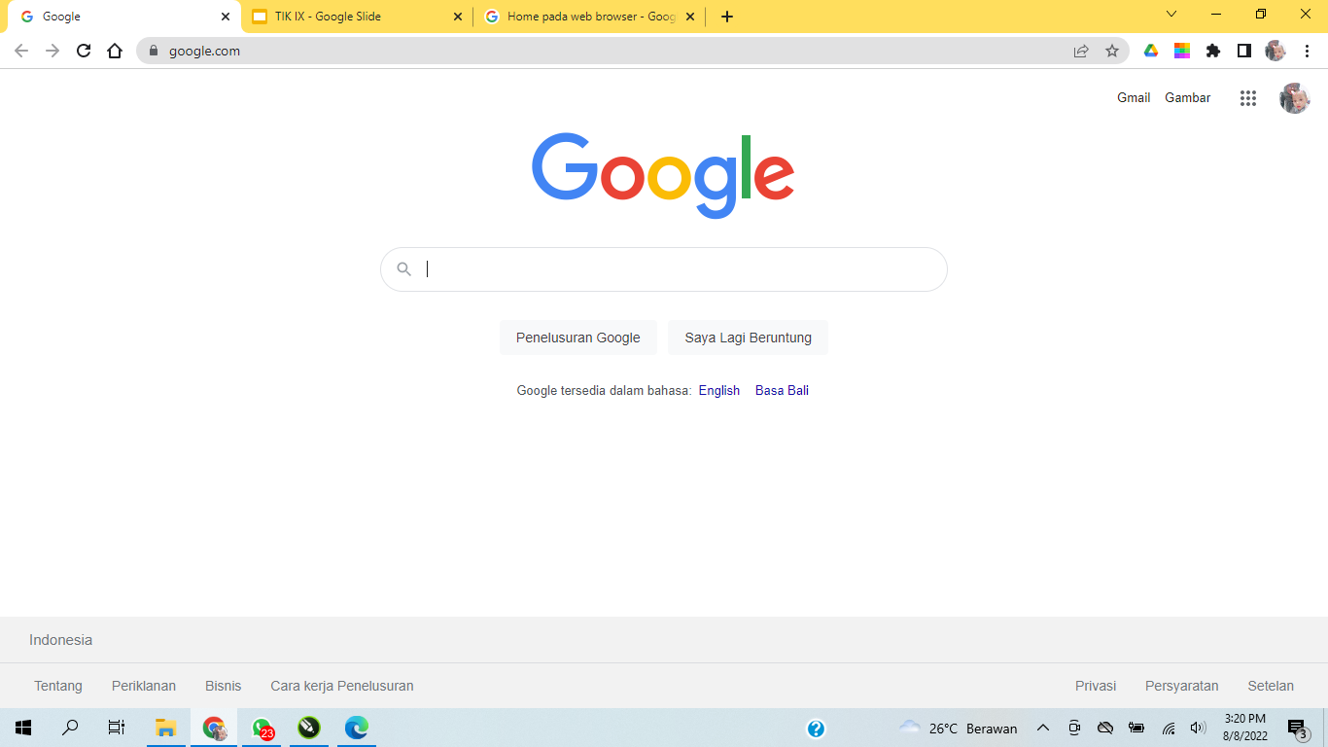 Google
TIK IX - Google Slide
Home pada web browser - Goog
google.com
Gmail Gambar
Google
Penelusuran Google Saya Lagi Beruntung
Google tersedia dalam bahasa: English Basa Bali
Indonesia
Tentang Periklanan Bisnis Cara kerja Penelusuran Privasi Persyaratan Setelan
23
26°C Berawan
3:20 PM
8/8/2022
3